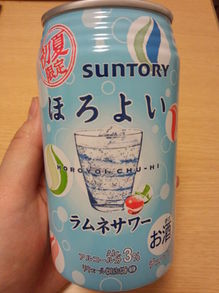 初夏
限定
SUNTORY
ほろよい
HOROYOI CHU-HI
ラムネサワー
お酒
アルコール分3%